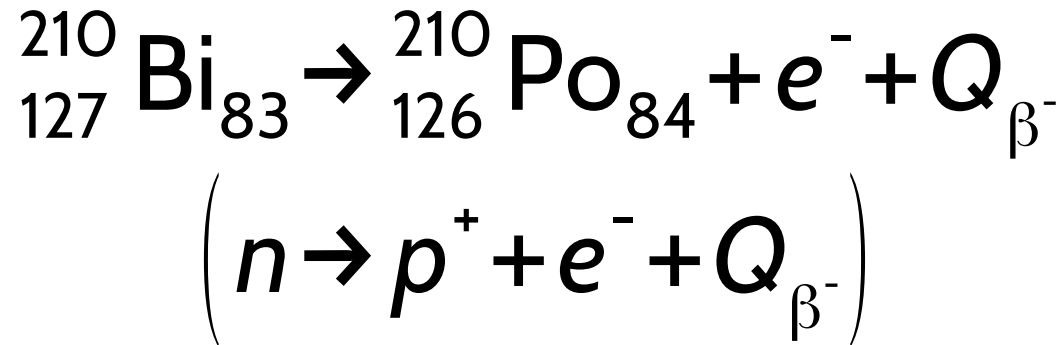 ²¹⁰₁₂₇Bi₈₃ → ²¹⁰₁₂₆Po₈₄ + e⁻ + Q_β⁻
(n → p⁺ + e⁻ + Q_β⁻)